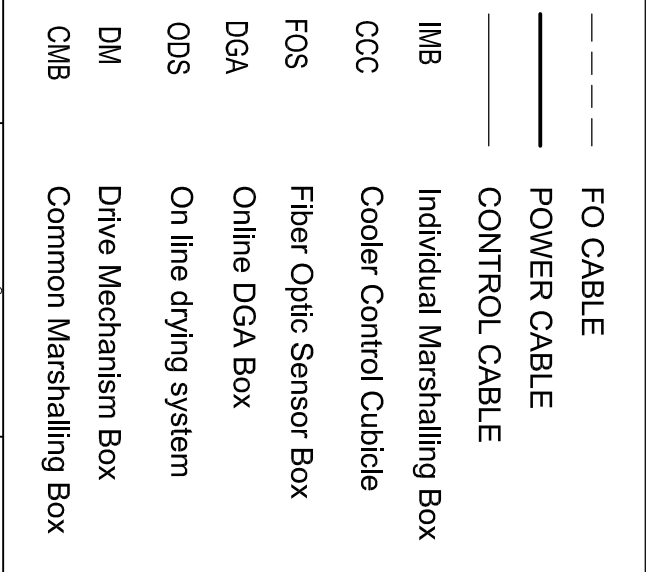 FO CABLE
POWER CABLE
CONTROL CABLE
IMB Individual Marshalling Box
CCC Cooler Control Cubicle
FOS Fiber Optic Sensor Box
DGA Online DGA Box
ODS On line drying system
DM Drive Mechanism Box
CMB Common Marshalling Box